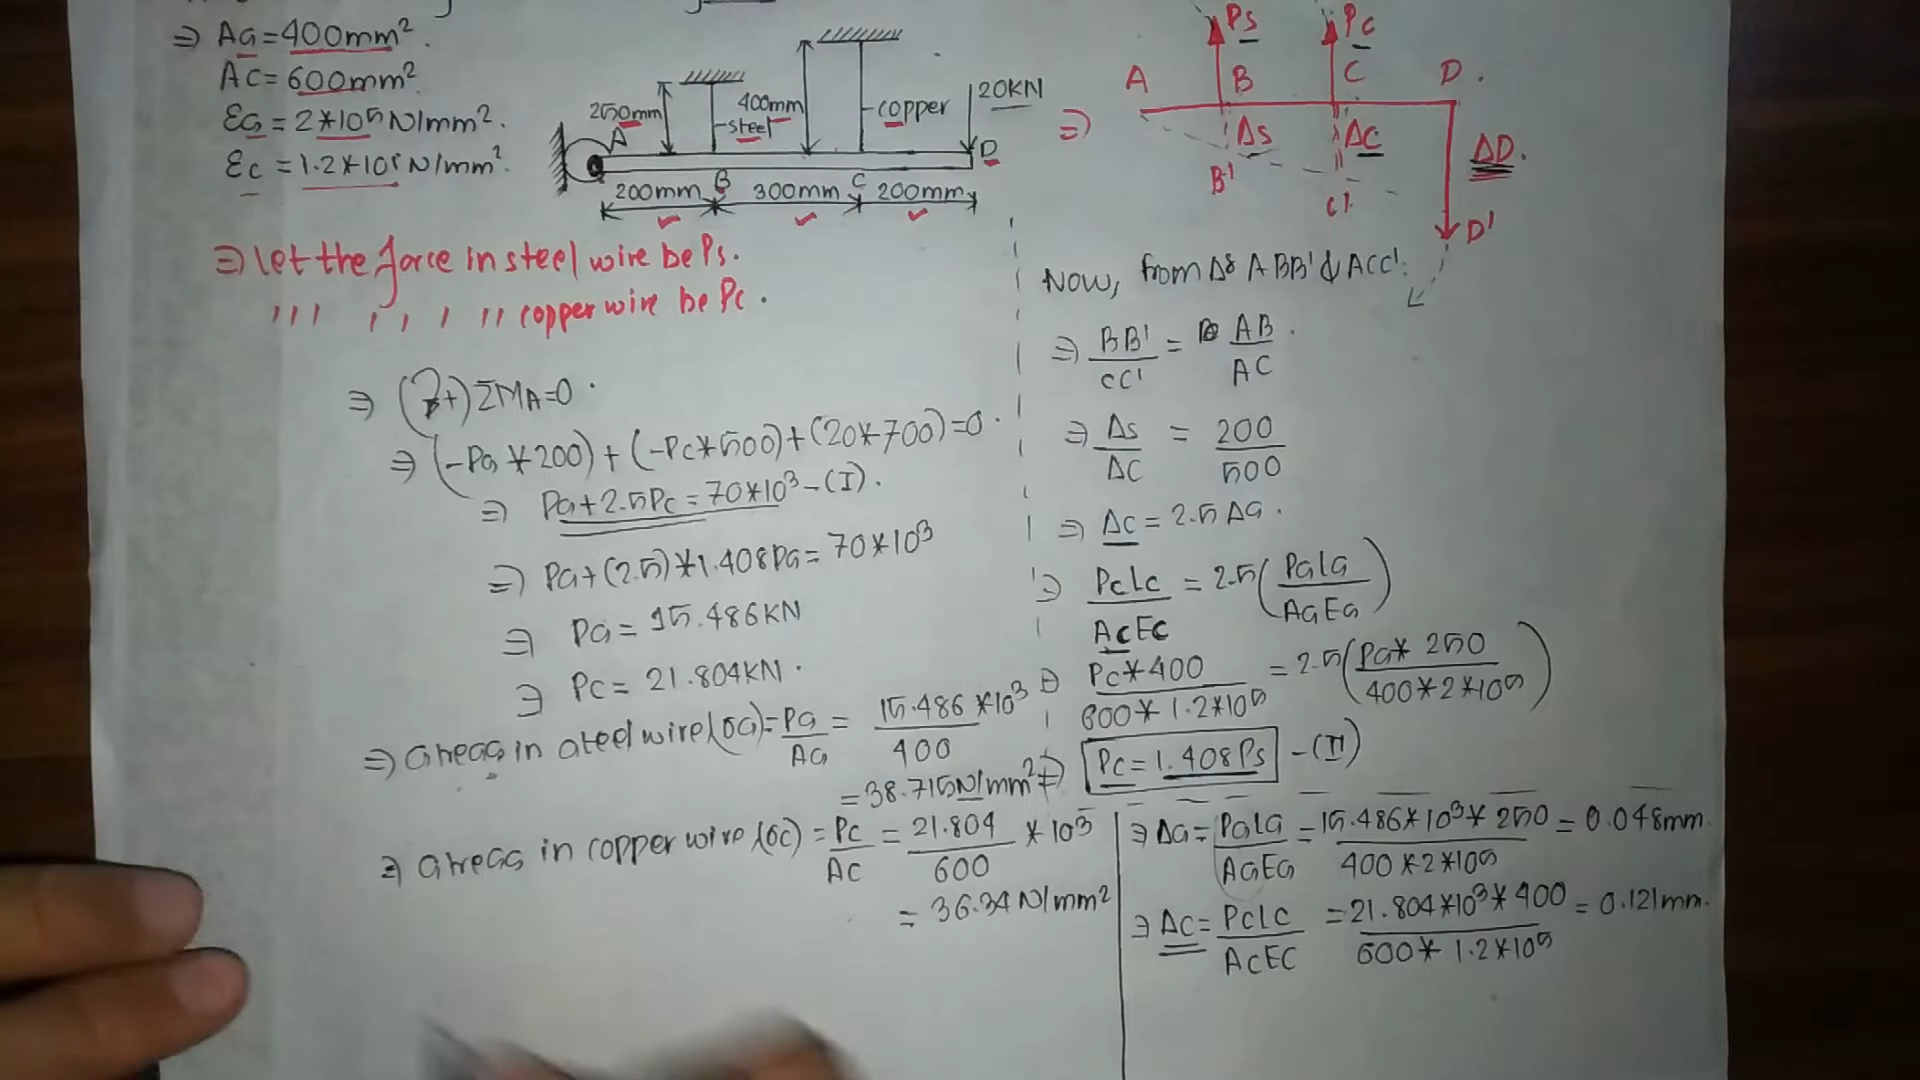 ⇒ As=400mm².
Ac=600mm²
Es = 2*10⁵ N/mm².
Ec = 1.2*10⁵ N/mm².
250mm
400mm
steel
copper
20KN
A
D
200mm
B
300mm
C
200mm
⇒
Ps
Pc
A
B
C
D.
Δs
Δc
ΔD.
B'
C'
D'
⇒ let the force in steel wire be Ps.
,,, , , , ,, copper wire be Pc.
⇒ (↻+) ΣMA=0.
⇒ (-Ps*200)+(-Pc*500)+(20*700)=0.
⇒ Ps+2.5Pc=70*10³-(I).
⇒ Ps+(2.5)*1.408Ps=70*10³
⇒ Ps=15.486KN
⇒ Pc=21.804KN.
⇒ stress in steel wire(σs)=Ps/As = 15.486*10³/400
=38.715N/mm²
⇒ stress in copper wire(σc)=Pc/Ac = 21.804/600 *10³
= 36.34N/mm²
Now, from Δs ABB' & ACC'.
⇒ BB'/CC' = AB/AC.
⇒ Δs/Δc = 200/500
⇒ Δc = 2.5Δs.
⇒ PcLc/AcEc = 2.5(PsLs/AsEs)
⇒ Pc*400/600*1.2*10⁵ = 2.5(Ps*250/400*2*10⁵)
⇒ Pc=1.408Ps -(II)
⇒ Δs=PsLs/AsEs = 15.486*10³*250/400*2*10⁵ = 0.048mm.
⇒ Δc=PcLc/AcEc = 21.804*10³*400/600*1.2*10⁵ = 0.121mm.